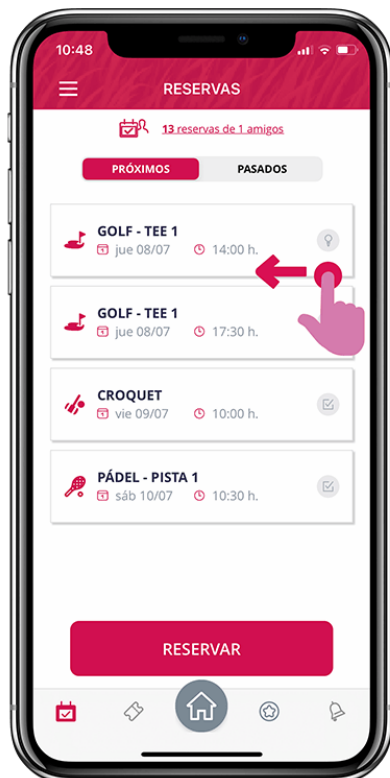 10:48
RESERVAS
13 reservas de 1 amigos
PRÓXIMOS PASADOS
GOLF - TEE 1
jue 08/07 14:00 h.
GOLF - TEE 1
jue 08/07 17:30 h.
CROQUET
vie 09/07 10:00 h.
PÁDEL - PISTA 1
sáb 10/07 10:30 h.
RESERVAR